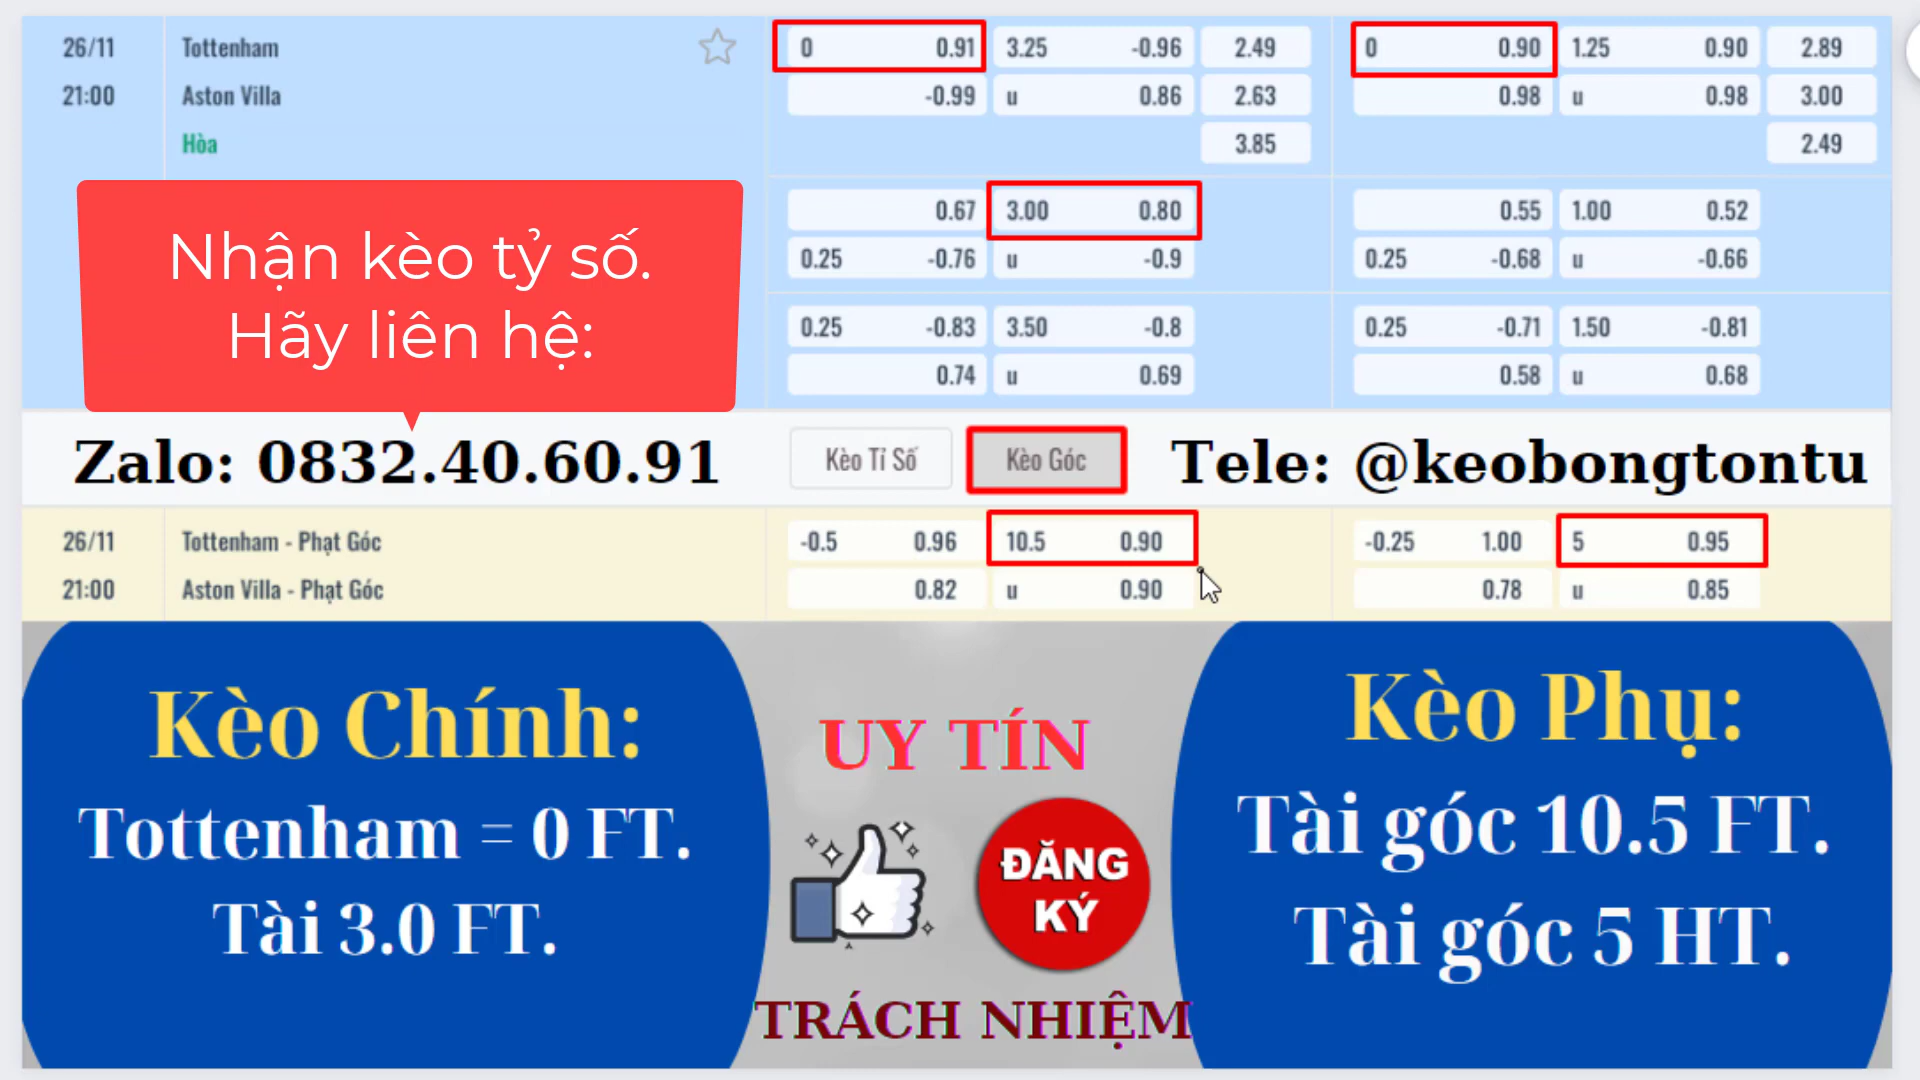 26/11 Tottenham 0 0.91 3.25 -0.96 2.49 0 0.90 1.25 0.90 2.89
21:00 Aston Villa -0.99 u 0.86 2.63 0.98 u 0.98 3.00
Hòa 3.85 2.49
0.67 3.00 0.80 0.55 1.00 0.52
0.25 -0.76 u -0.9 0.25 -0.68 u -0.66
0.25 -0.83 3.50 -0.8 0.25 -0.71 1.50 -0.81
0.74 u 0.69 0.58 u 0.68
Nhận kèo tỷ số.
Hãy liên hệ:
Zalo: 0832.40.60.91
Kèo Tỉ Số
Kèo Góc
Tele: @keobongtontu
26/11 Tottenham - Phạt Góc -0.5 0.96 10.5 0.90 -0.25 1.00 5 0.95
21:00 Aston Villa - Phạt Góc 0.82 u 0.90 0.78 u 0.85
Kèo Chính:
Tottenham = 0 FT.
Tài 3.0 FT.
UY TÍN
ĐĂNG
KÝ
TRÁCH NHIỆM
Kèo Phụ:
Tài góc 10.5 FT.
Tài góc 5 HT.